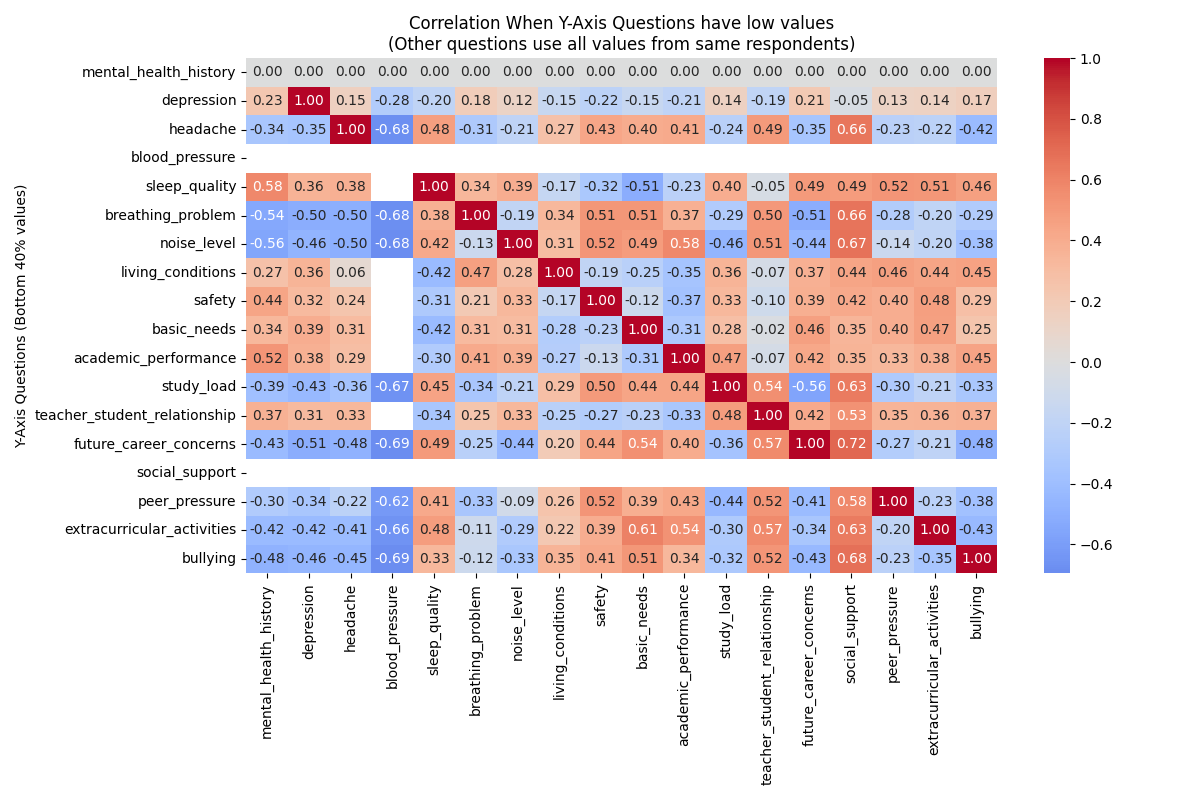 Correlation When Y-Axis Questions have low values
(Other questions use all values from same respondents)
Y-Axis Questions (Bottom 40% values)
mental_health_history 0.00 0.00 0.00 0.00 0.00 0.00 0.00 0.00 0.00 0.00 0.00 0.00 0.00 0.00 0.00 0.00 0.00 0.00
depression 0.23 1.00 0.15 -0.28 -0.20 0.18 0.12 -0.15 -0.22 -0.15 -0.21 0.14 -0.19 0.21 -0.05 0.13 0.14 0.17
headache -0.34 -0.35 1.00 -0.68 0.48 -0.31 -0.21 0.27 0.43 0.40 0.41 -0.24 0.49 -0.35 0.66 -0.23 -0.22 -0.42
blood_pressure
sleep_quality 0.58 0.36 0.38 1.00 0.34 0.39 -0.17 -0.32 -0.51 -0.23 0.40 -0.05 0.49 0.49 0.52 0.51 0.46
breathing_problem -0.54 -0.50 -0.50 -0.68 0.38 1.00 -0.19 0.34 0.51 0.51 0.37 -0.29 0.50 -0.51 0.66 -0.28 -0.20 -0.29
noise_level -0.56 -0.46 -0.50 -0.68 0.42 -0.13 1.00 0.31 0.52 0.49 0.58 -0.46 0.51 -0.44 0.67 -0.14 -0.20 -0.38
living_conditions 0.27 0.36 0.06 -0.42 0.47 0.28 1.00 -0.19 -0.25 -0.35 0.36 -0.07 0.37 0.44 0.46 0.44 0.45
safety 0.44 0.32 0.24 -0.31 0.21 0.33 -0.17 1.00 -0.12 -0.37 0.33 -0.10 0.39 0.42 0.40 0.48 0.29
basic_needs 0.34 0.39 0.31 -0.42 0.31 0.31 -0.28 -0.23 1.00 -0.31 0.28 -0.02 0.46 0.35 0.40 0.47 0.25
academic_performance 0.52 0.38 0.29 -0.30 0.41 0.39 -0.27 -0.13 -0.31 1.00 0.47 -0.07 0.42 0.35 0.33 0.38 0.45
study_load -0.39 -0.43 -0.36 -0.67 0.45 -0.34 -0.21 0.29 0.50 0.44 0.44 1.00 0.54 -0.56 0.63 -0.30 -0.21 -0.33
teacher_student_relationship 0.37 0.31 0.33 -0.34 0.25 0.33 -0.25 -0.27 -0.23 -0.33 0.48 1.00 0.42 0.53 0.35 0.36 0.37
future_career_concerns -0.43 -0.51 -0.48 -0.69 0.49 -0.25 -0.44 0.20 0.44 0.54 0.40 -0.36 0.57 1.00 0.72 -0.27 -0.21 -0.48
social_support
peer_pressure -0.30 -0.34 -0.22 -0.62 0.41 -0.33 -0.09 0.26 0.52 0.39 0.43 -0.44 0.52 -0.41 0.58 1.00 -0.23 -0.38
extracurricular_activities -0.42 -0.42 -0.41 -0.66 0.48 -0.11 -0.29 0.22 0.39 0.61 0.54 -0.30 0.57 -0.34 0.63 -0.20 1.00 -0.43
bullying -0.48 -0.46 -0.45 -0.69 0.33 -0.12 -0.33 0.35 0.41 0.51 0.34 -0.32 0.52 -0.43 0.68 -0.23 -0.35 1.00
mental_health_history
depression
headache
blood_pressure
sleep_quality
breathing_problem
noise_level
living_conditions
safety
basic_needs
academic_performance
study_load
teacher_student_relationship
future_career_concerns
social_support
peer_pressure
extracurricular_activities
bullying
1.0
0.8
0.6
0.4
0.2
0.0
−0.2
−0.4
−0.6